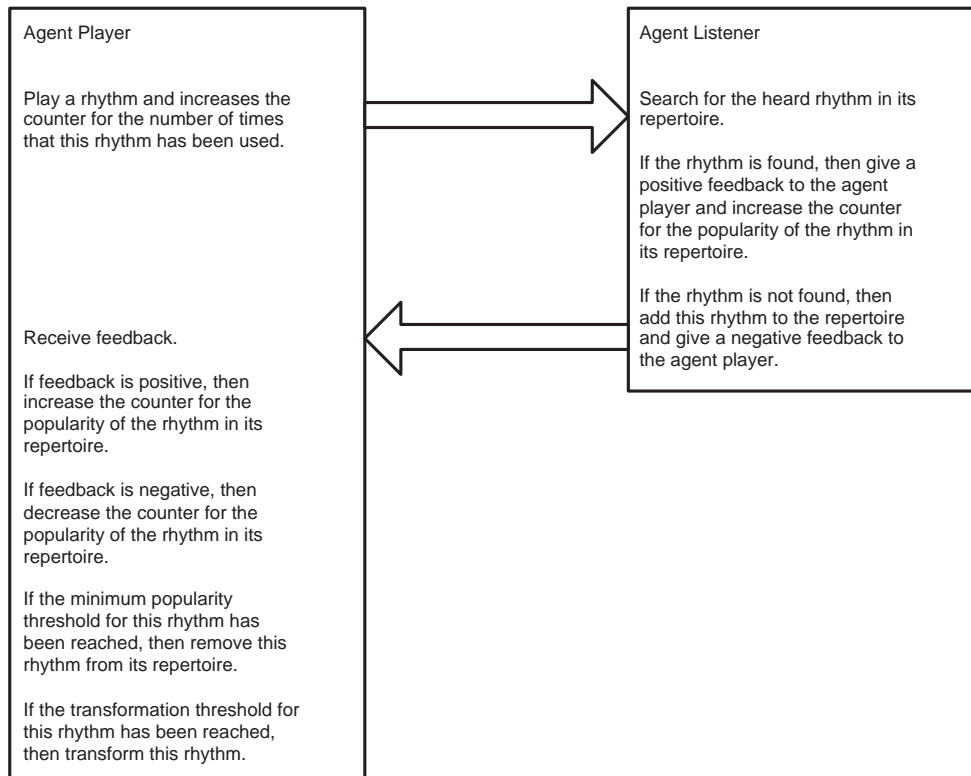 Agent Player
Play a rhythm and increases the
counter for the number of times
that this rhythm has been used.
Receive feedback.
If feedback is positive, then
increase the counter for the
popularity of the rhythm in its
repertoire.
If feedback is negative, then
decrease the counter for the
popularity of the rhythm in its
repertoire.
If the minimum popularity
threshold for this rhythm has
been reached, then remove this
rhythm from its repertoire.
If the transformation threshold for
this rhythm has been reached,
then transform this rhythm.
Agent Listener
Search for the heard rhythm in its
repertoire.
If the rhythm is found, then give a
positive feedback to the agent
player and increase the counter
for the popularity of the rhythm in
its repertoire.
If the rhythm is not found, then
add this rhythm to the repertoire
and give a negative feedback to
the agent player.